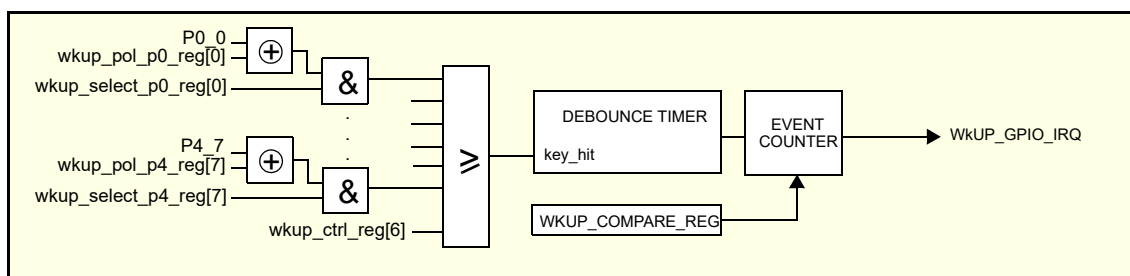 P0_0
wkup_pol_p0_reg[0]
wkup_select_p0_reg[0]
&
P4_7
wkup_pol_p4_reg[7]
wkup_select_p4_reg[7]
&
wkup_ctrl_reg[6]
≥
DEBOUNCE TIMER
key_hit
EVENT
COUNTER
WKUP_COMPARE_REG
WkUP_GPIO_IRQ